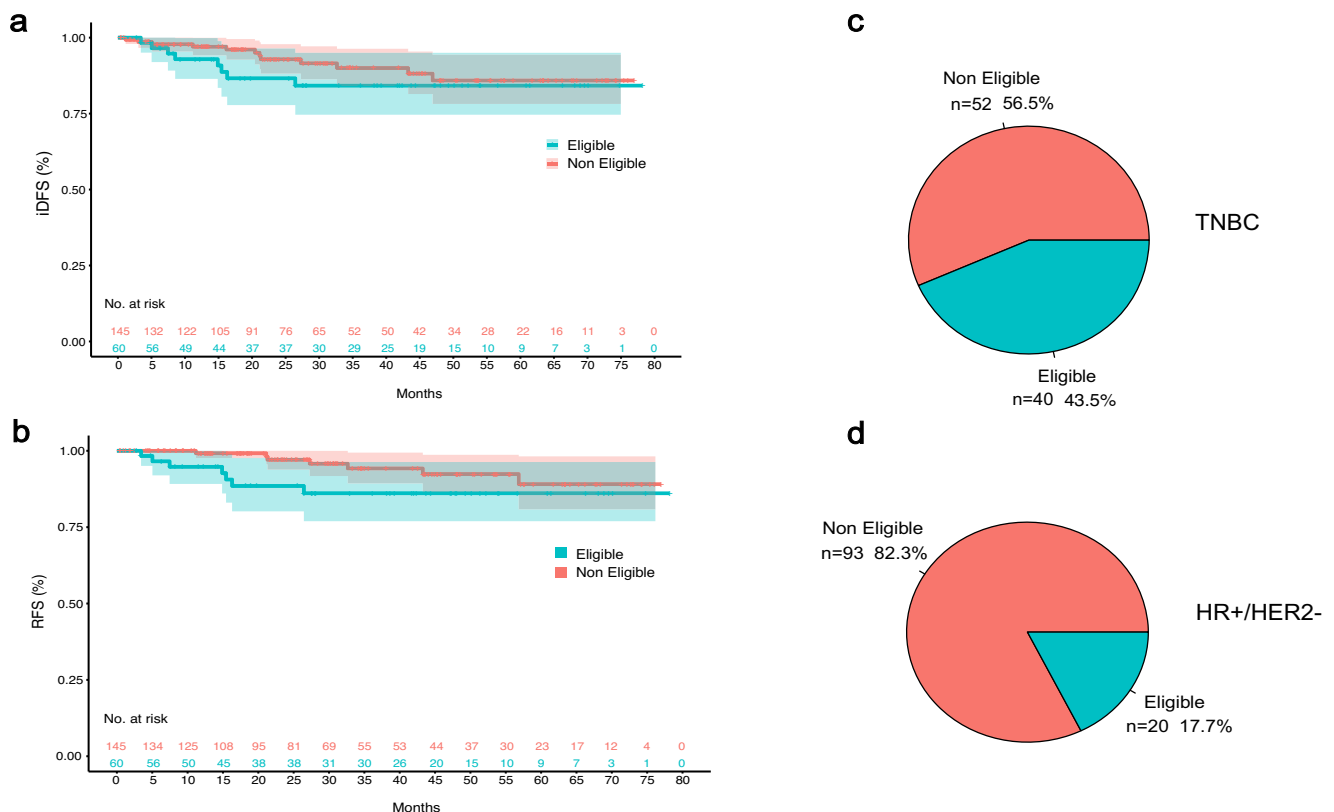 a
1.00
0.75
0.50
0.25
0.00
iDFS (%)
Eligible
Non Eligible
No. at risk
145 132 122 105 91 76 65 52 50 42 34 28 22 16 11 3 0
60 56 49 44 37 37 30 29 25 19 15 10 9 7 3 1 0
0 5 10 15 20 25 30 35 40 45 50 55 60 65 70 75 80
Months
b
1.00
0.75
0.50
0.25
0.00
RFS (%)
Eligible
Non Eligible
No. at risk
145 134 125 108 95 81 69 55 53 44 37 30 23 17 12 4 0
60 56 50 45 38 38 31 30 26 20 15 10 9 7 3 1 0
0 5 10 15 20 25 30 35 40 45 50 55 60 65 70 75 80
Months
c
Non Eligible
n=52 56.5%
TNBC
Eligible
n=40 43.5%
d
Non Eligible
n=93 82.3%
HR+/HER2-
Eligible
n=20 17.7%